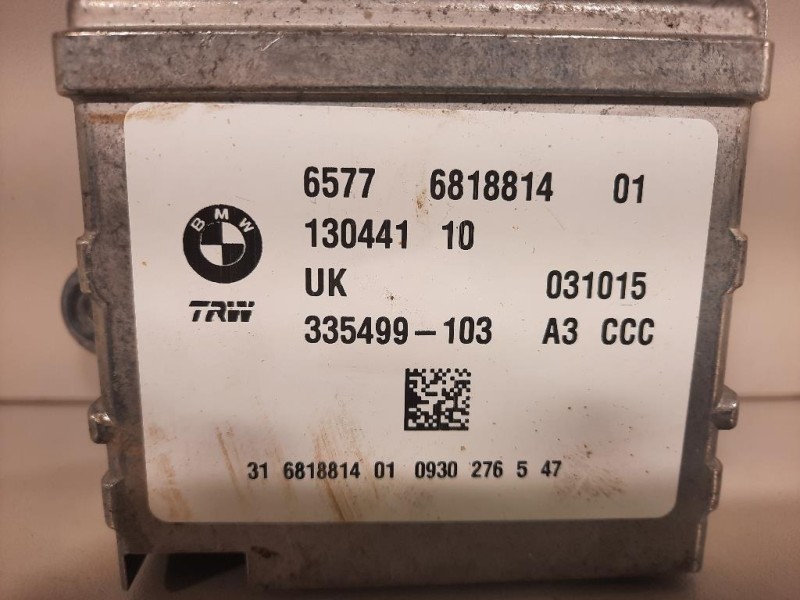 6577 6818814 01
BMW
130441 10
UK 031015
TRW
335499-103 A3 CCC
31 6818814 01 0930 276 5 47